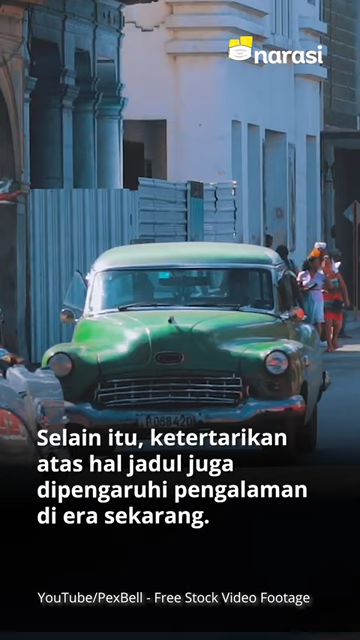 narasi
Selain itu, ketertarikan
atas hal jadul juga
dipengaruhi pengalaman
di era sekarang.
YouTube/PexBell - Free Stock Video Footage